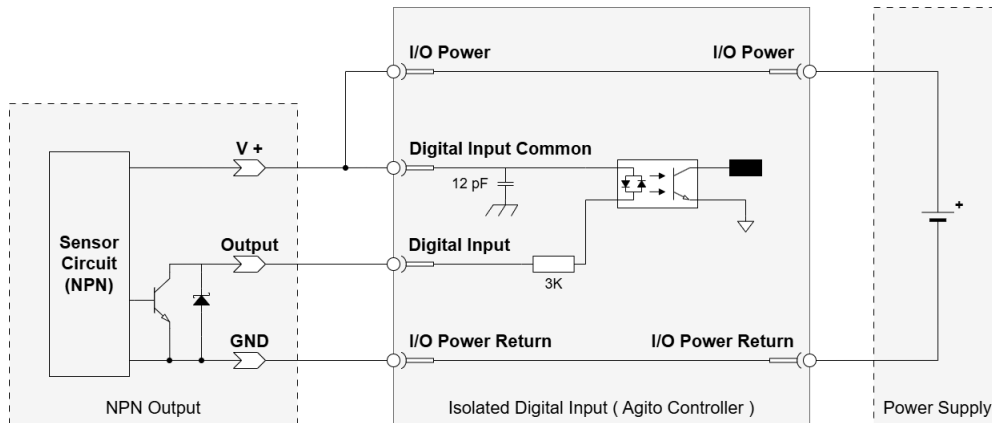 I/O Power
I/O Power
V +
Digital Input Common
12 pF
+
Sensor
Circuit
(NPN)
Output
Digital Input
3K
GND
I/O Power Return
I/O Power Return
NPN Output
Isolated Digital Input ( Agito Controller )
Power Supply